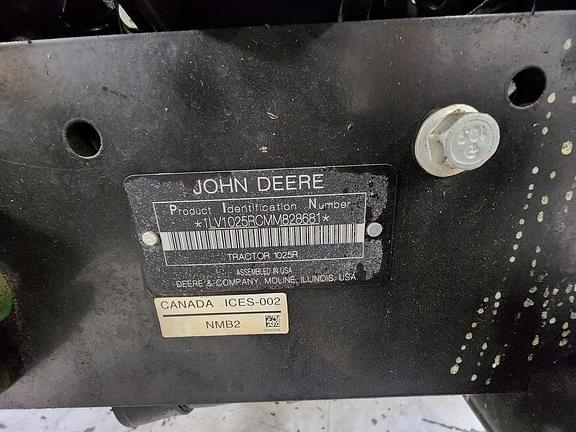 JOHN DEERE
Product Identification Number
*1LV1025RCMM828681*
TRACTOR 1025R
ASSEMBLED IN USA
DEERE & COMPANY MOLINE, ILLINOIS, USA
CANADA ICES-002
NMB2